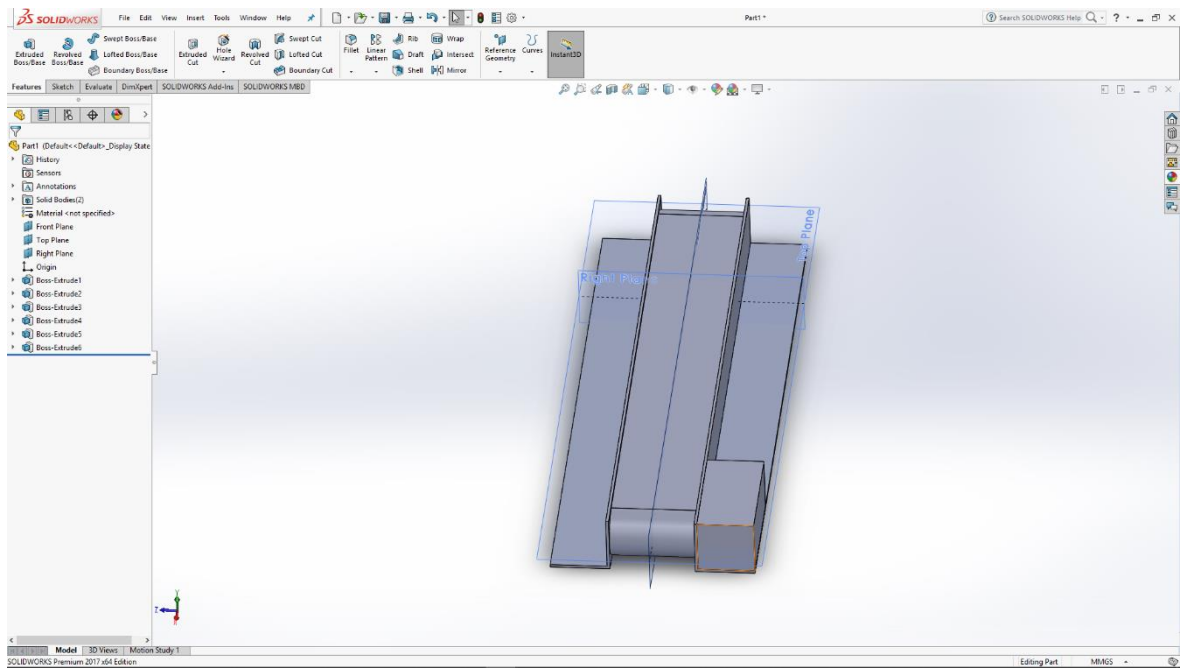 SOLIDWORKS File Edit View Insert Tools Window Help Part1 * Search SOLIDWORKS Help
Extruded Boss/Base
Revolved Boss/Base
Swept Boss/Base
Lofted Boss/Base
Boundary Boss/Base
Extruded Cut
Hole Wizard
Revolved Cut
Swept Cut
Lofted Cut
Boundary Cut
Fillet
Linear Pattern
Rib
Draft
Shell
Wrap
Intersect
Mirror
Reference Geometry
Curves
Instant3D
Features Sketch Evaluate DimXpert SOLIDWORKS Add-Ins SOLIDWORKS MBD
Part1 (Default<<Default>_Display State
History
Sensors
Annotations
Solid Bodies(2)
Material <not specified>
Front Plane
Top Plane
Right Plane
Origin
Boss-Extrude1
Boss-Extrude2
Boss-Extrude3
Boss-Extrude4
Boss-Extrude5
Boss-Extrude6
Plane
Right
Y
Z
Model 3D Views Motion Study 1
SOLIDWORKS Premium 2017 x64 Edition Editing Part MMGS